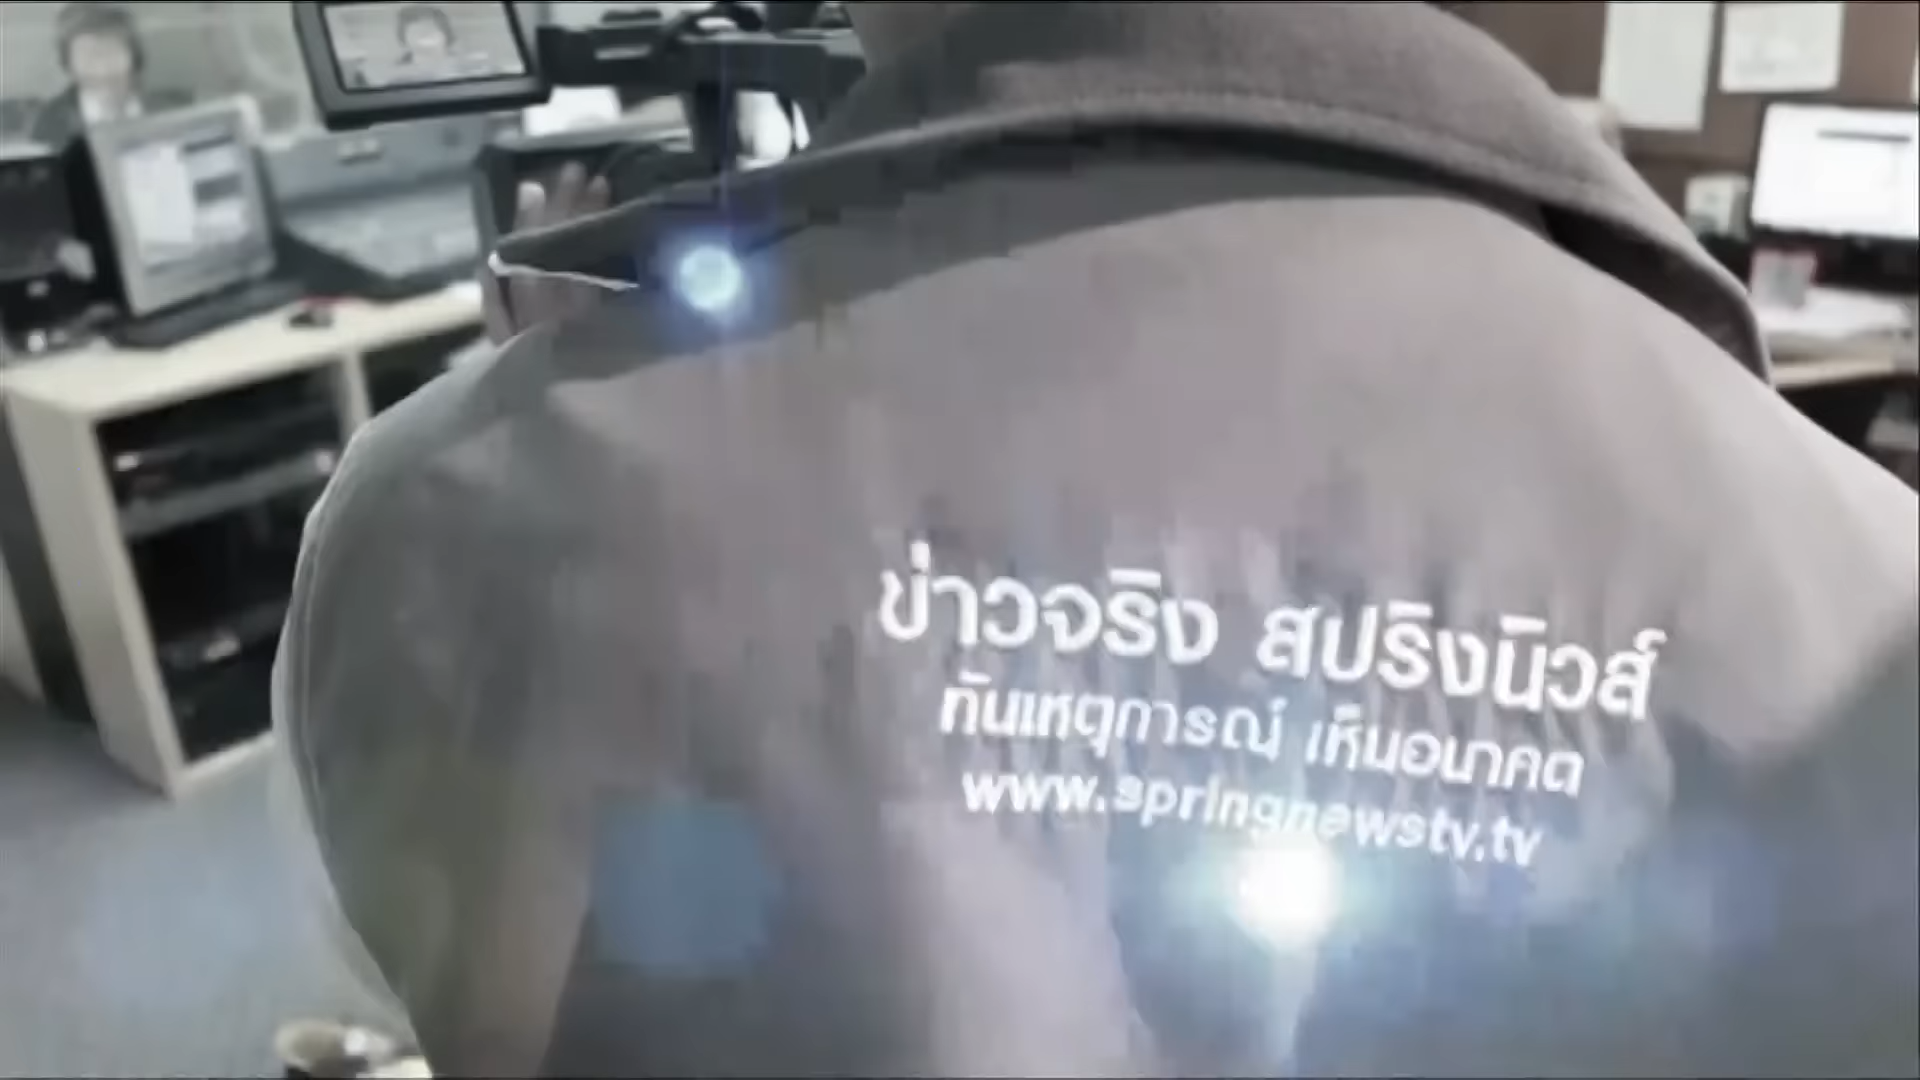 ข่าวจริง สปริงนิวส์
ทันเหตุการณ์ เห็นอนาคต
www.springnewstv.tv